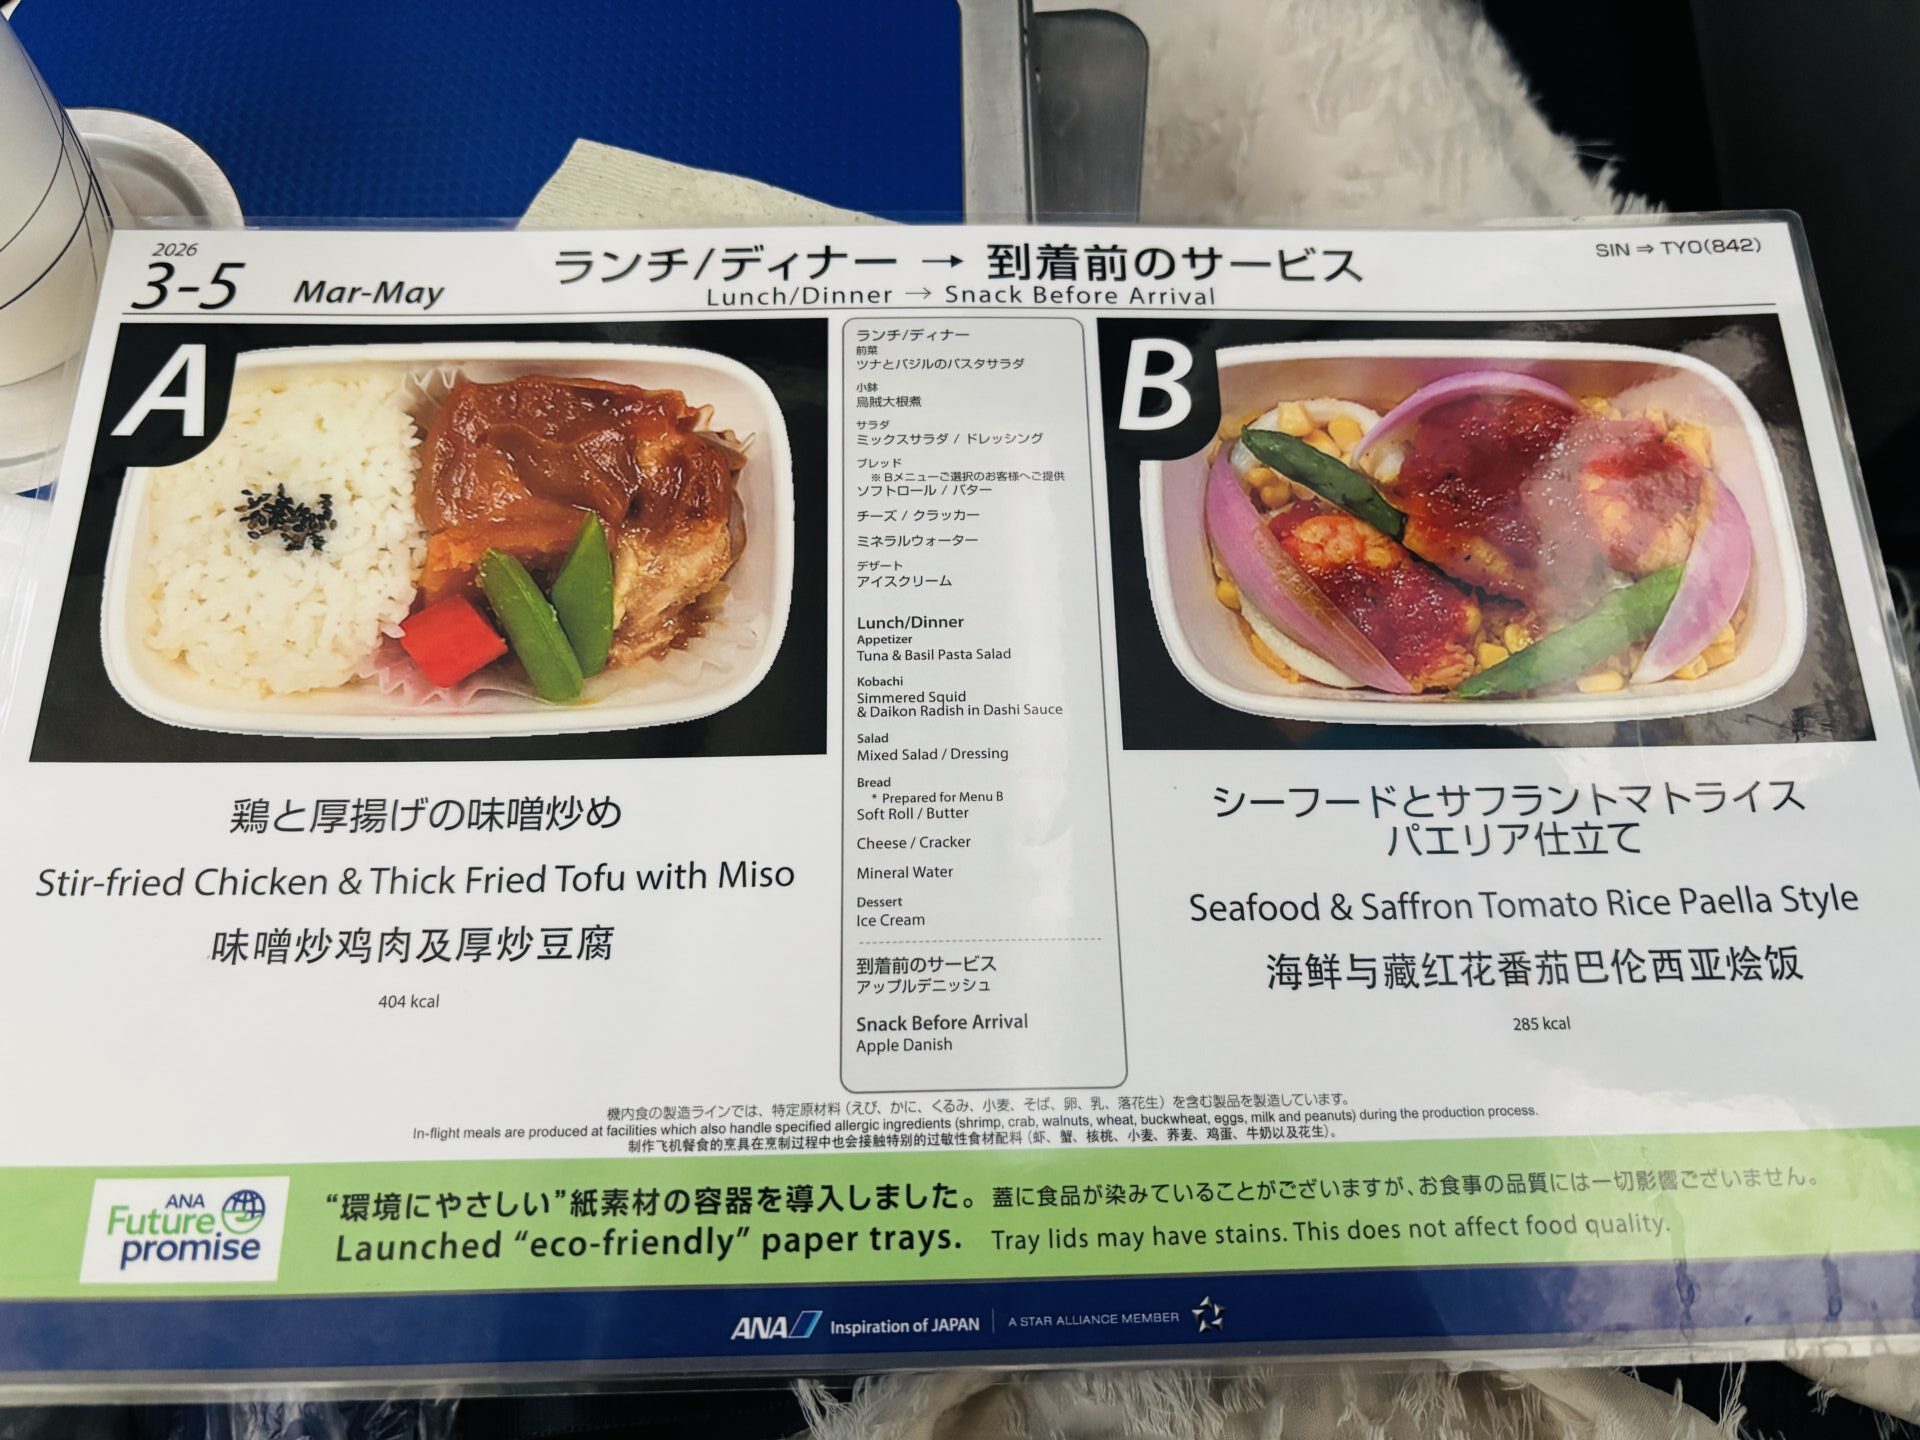 2026
3-5 Mar-May
ランチ/ディナー → 到着前のサービス
Lunch/Dinner → Snack Before Arrival
SIN ⇒ TYO(842)
A
鶏と厚揚げの味噌炒め
Stir-fried Chicken & Thick Fried Tofu with Miso
味噌炒鸡肉及厚炒豆腐
404 kcal
ランチ/ディナー
前菜
ツナとバジルのパスタサラダ
小鉢
烏賊大根煮
サラダ
ミックスサラダ / ドレッシング
ブレッド
※ Bメニューご選択のお客様へご提供
ソフトロール / バター
チーズ / クラッカー
ミネラルウォーター
デザート
アイスクリーム
Lunch/Dinner
Appetizer
Tuna & Basil Pasta Salad
Kobachi
Simmered Squid
& Daikon Radish in Dashi Sauce
Salad
Mixed Salad / Dressing
Bread
* Prepared for Menu B
Soft Roll / Butter
Cheese / Cracker
Mineral Water
Dessert
Ice Cream
到着前のサービス
アップルデニッシュ
Snack Before Arrival
Apple Danish
B
シーフードとサフラントマトライス
パエリア仕立て
Seafood & Saffron Tomato Rice Paella Style
海鲜与藏红花番茄巴伦西亚烩饭
285 kcal
機内食の製造ラインでは、特定原材料（えび、かに、くるみ、小麦、そば、卵、乳、落花生）を含む製品を製造しています。
In-flight meals are produced at facilities which also handle specified allergic ingredients (shrimp, crab, walnuts, wheat, buckwheat, eggs, milk and peanuts) during the production process.
制作飞机餐食的烹具在烹制过程中也会接触特别的过敏性食材配料（虾、蟹、核桃、小麦、荞麦、鸡蛋、牛奶以及花生）。
ANA
Future
promise
“環境にやさしい”紙素材の容器を導入しました。 蓋に食品が染みていることがございますが、お食事の品質には一切影響ございません。
Launched “eco-friendly” paper trays. Tray lids may have stains. This does not affect food quality.
ANA Inspiration of JAPAN | A STAR ALLIANCE MEMBER